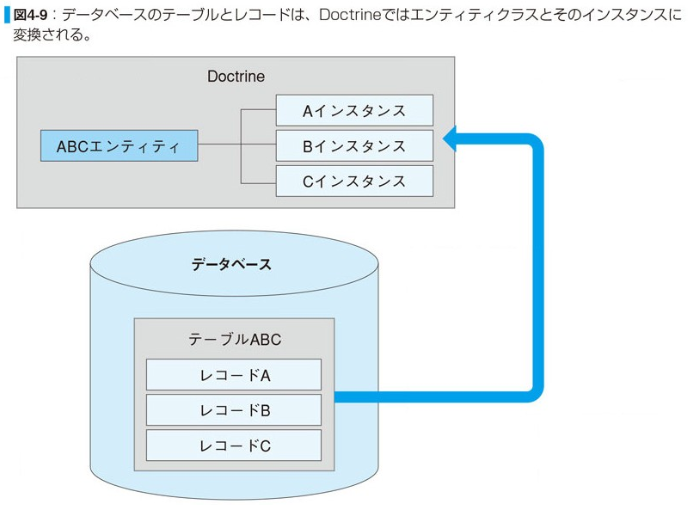 図4-9：データベースのテーブルとレコードは、Doctrineではエンティティクラスとそのインスタンスに
変換される。
Doctrine
ABCエンティティ
Aインスタンス
Bインスタンス
Cインスタンス
データベース
テーブルABC
レコードA
レコードB
レコードC